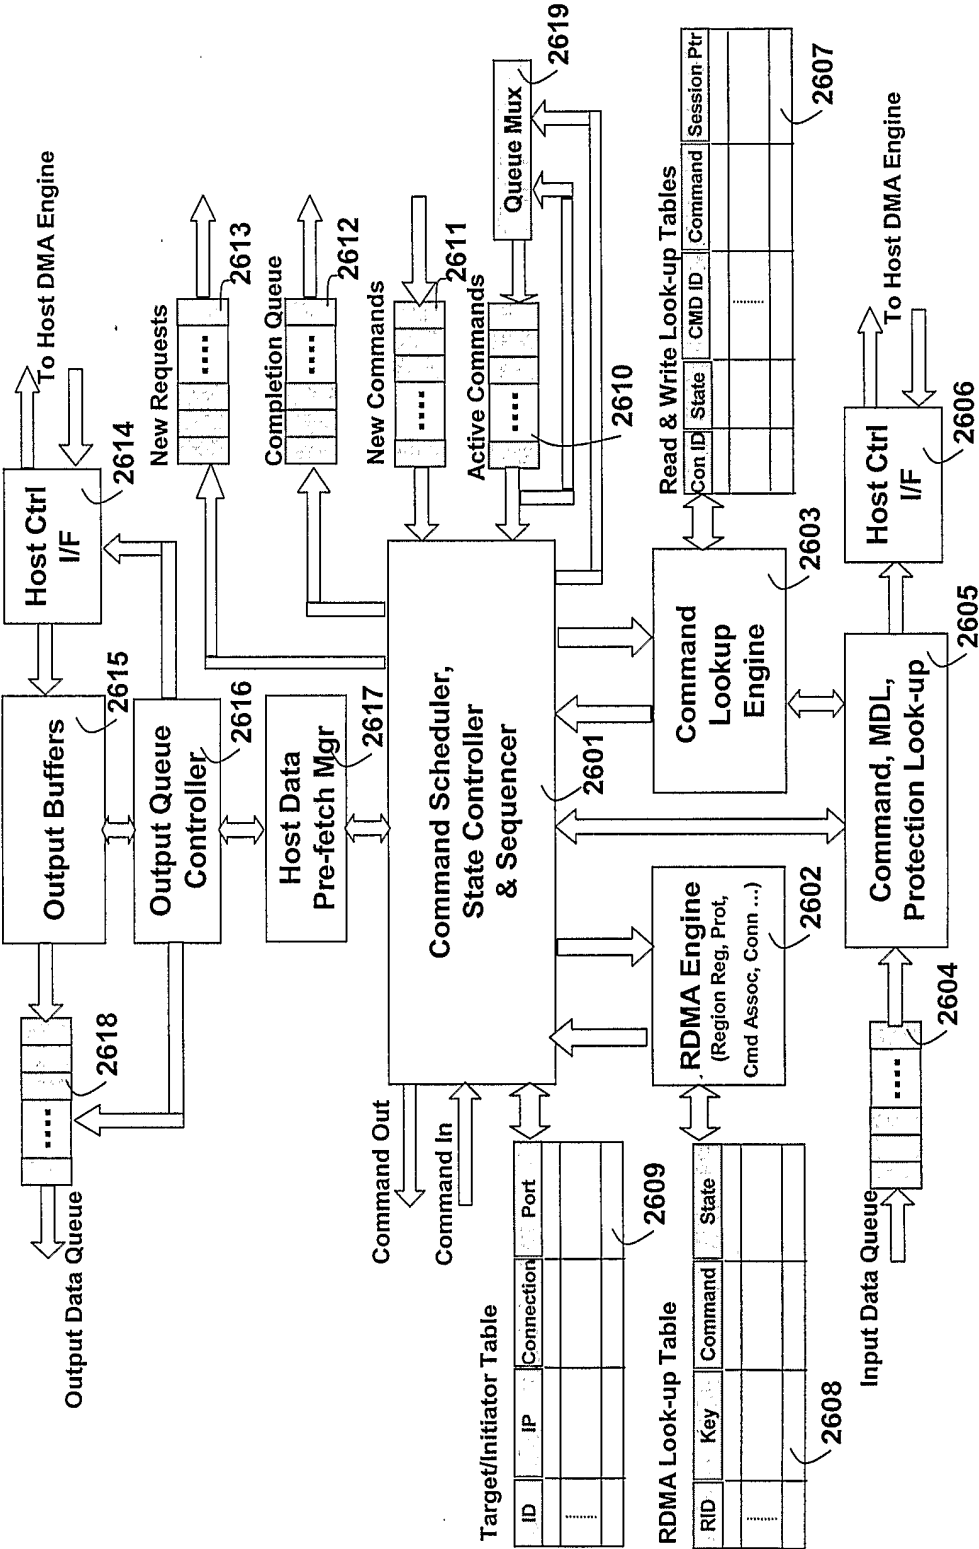 Output Data Queue
2618
Output Buffers
2615
Host Ctrl
I/F
2614
To Host DMA Engine
Output Queue
Controller
2616
Host Data
Pre-fetch Mgr
2617
New Requests
2613
Completion Queue
2612
New Commands
2611
Active Commands
2610
Queue Mux
2619
Command Out
Command In
Command Scheduler,
State Controller
& Sequencer
2601
Target/Initiator Table
ID IP Connection Port
2609
RDMA Look-up Table
RID Key Command State
2608
RDMA Engine
(Region Reg, Prot,
Cmd Assoc, Conn ...)
2602
Command
Lookup
Engine
2603
Read & Write Look-up Tables
Con ID State CMD ID Command Session Ptr
2607
Input Data Queue
2604
Command, MDL,
Protection Look-up
2605
Host Ctrl
I/F
2606
To Host DMA Engine